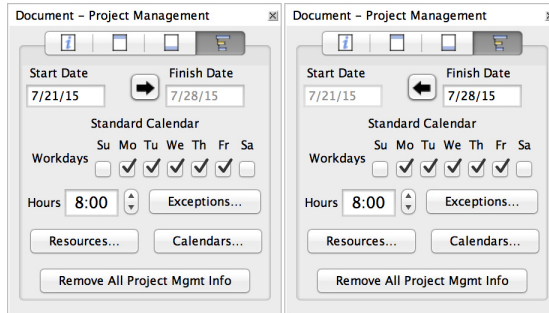 Document – Project Management
Start Date Finish Date
7/21/15 7/28/15
Standard Calendar
Su Mo Tu We Th Fr Sa
Workdays
Hours 8:00 Exceptions...
Resources... Calendars...
Remove All Project Mgmt Info
Document – Project Management
Start Date Finish Date
7/21/15 7/28/15
Standard Calendar
Su Mo Tu We Th Fr Sa
Workdays
Hours 8:00 Exceptions...
Resources... Calendars...
Remove All Project Mgmt Info